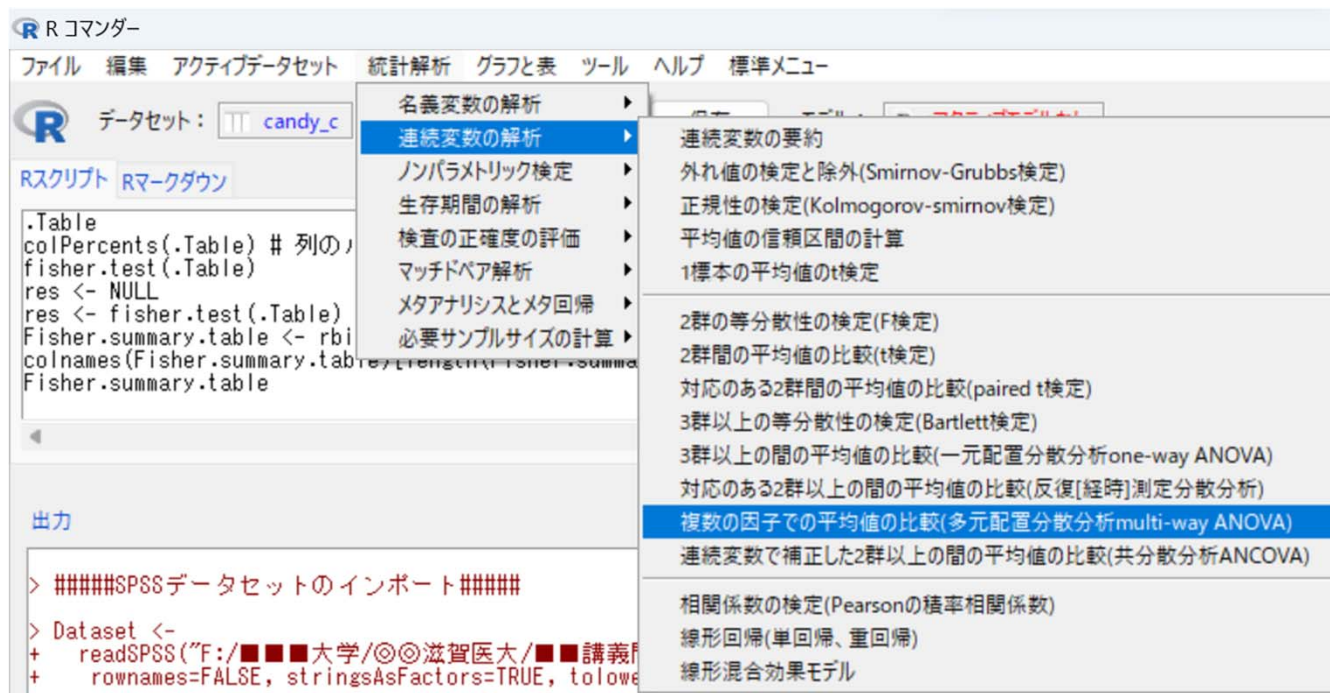 R コマンダー
ファイル 編集 アクティブデータセット 統計解析 グラフと表 ツール ヘルプ 標準メニュー
データセット： candy_c
Rスクリプト Rマークダウン
.Table
colPercents(.Table) # 列の
fisher.test(.Table)
res <- NULL
res <- fisher.test(.Table)
Fisher.summary.table <- rbi
colnames(Fisher.summary.table)[length(Fisher.summa
Fisher.summary.table
名義変数の解析
連続変数の解析
ノンパラメトリック検定
生存期間の解析
検査の正確度の評価
マッチドペア解析
メタアナリシスとメタ回帰
必要サンプルサイズの計算
連続変数の要約
外れ値の検定と除外(Smirnov-Grubbs検定)
正規性の検定(Kolmogorov-smirnov検定)
平均値の信頼区間の計算
1標本の平均値のt検定
2群の等分散性の検定(F検定)
2群間の平均値の比較(t検定)
対応のある2群間の平均値の比較(paired t検定)
3群以上の等分散性の検定(Bartlett検定)
3群以上の間の平均値の比較(一元配置分散分析one-way ANOVA)
対応のある2群以上の間の平均値の比較(反復[経時]測定分散分析)
複数の因子での平均値の比較(多元配置分散分析multi-way ANOVA)
連続変数で補正した2群以上の間の平均値の比較(共分散分析ANCOVA)
相関係数の検定(Pearsonの積率相関係数)
線形回帰(単回帰、重回帰)
線形混合効果モデル
出力
> #####SPSSデータセットのインポート#####
> Dataset <-
+ readSPSS("F:/■■■大学/◎◎滋賀医大/■■講義
+ rownames=FALSE, stringsAsFactors=TRUE, tolowe